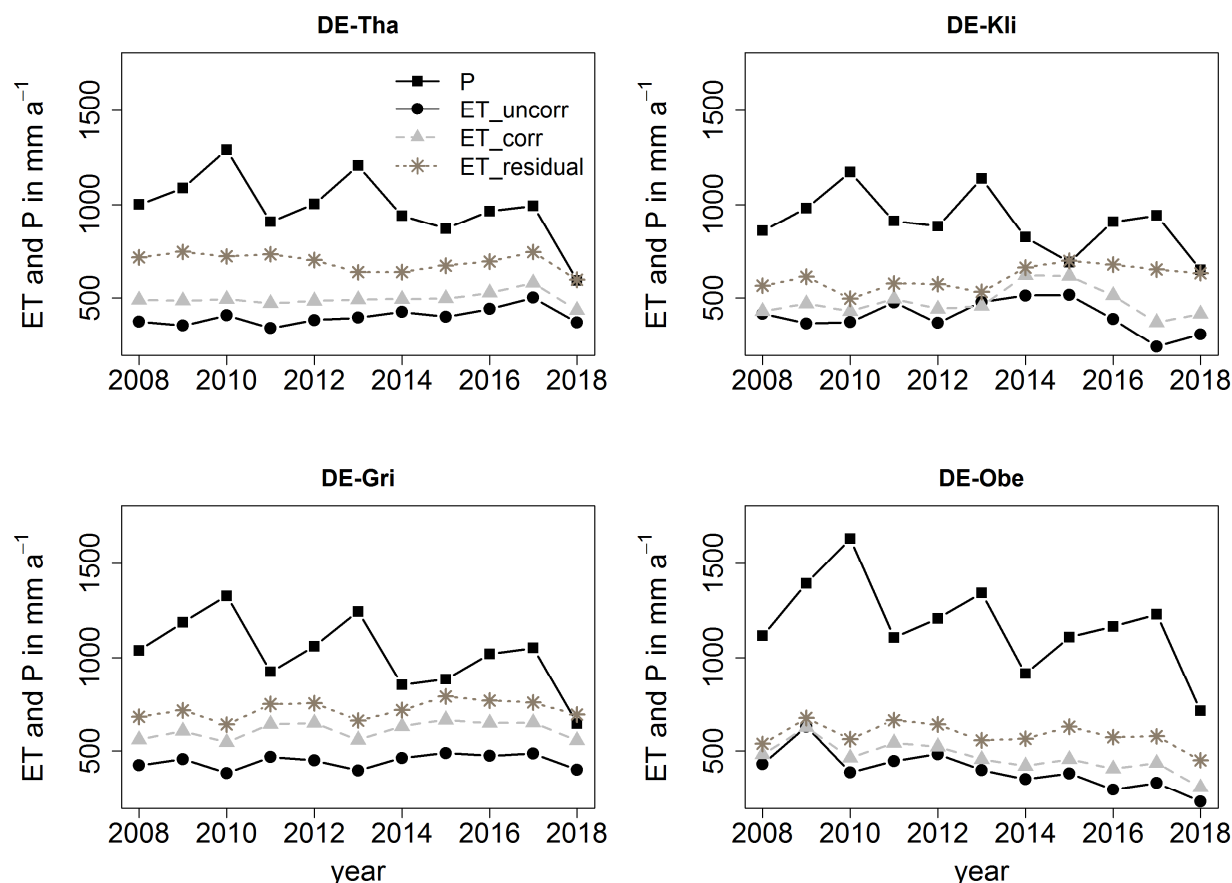 DE-Tha
ET and P in mm a⁻¹
500 1000 1500
P
ET_uncorr
ET_corr
ET_residual
2008 2010 2012 2014 2016 2018
DE-Kli
ET and P in mm a⁻¹
500 1000 1500
2008 2010 2012 2014 2016 2018
DE-Gri
ET and P in mm a⁻¹
500 1000 1500
2008 2010 2012 2014 2016 2018
year
DE-Obe
ET and P in mm a⁻¹
500 1000 1500
2008 2010 2012 2014 2016 2018
year